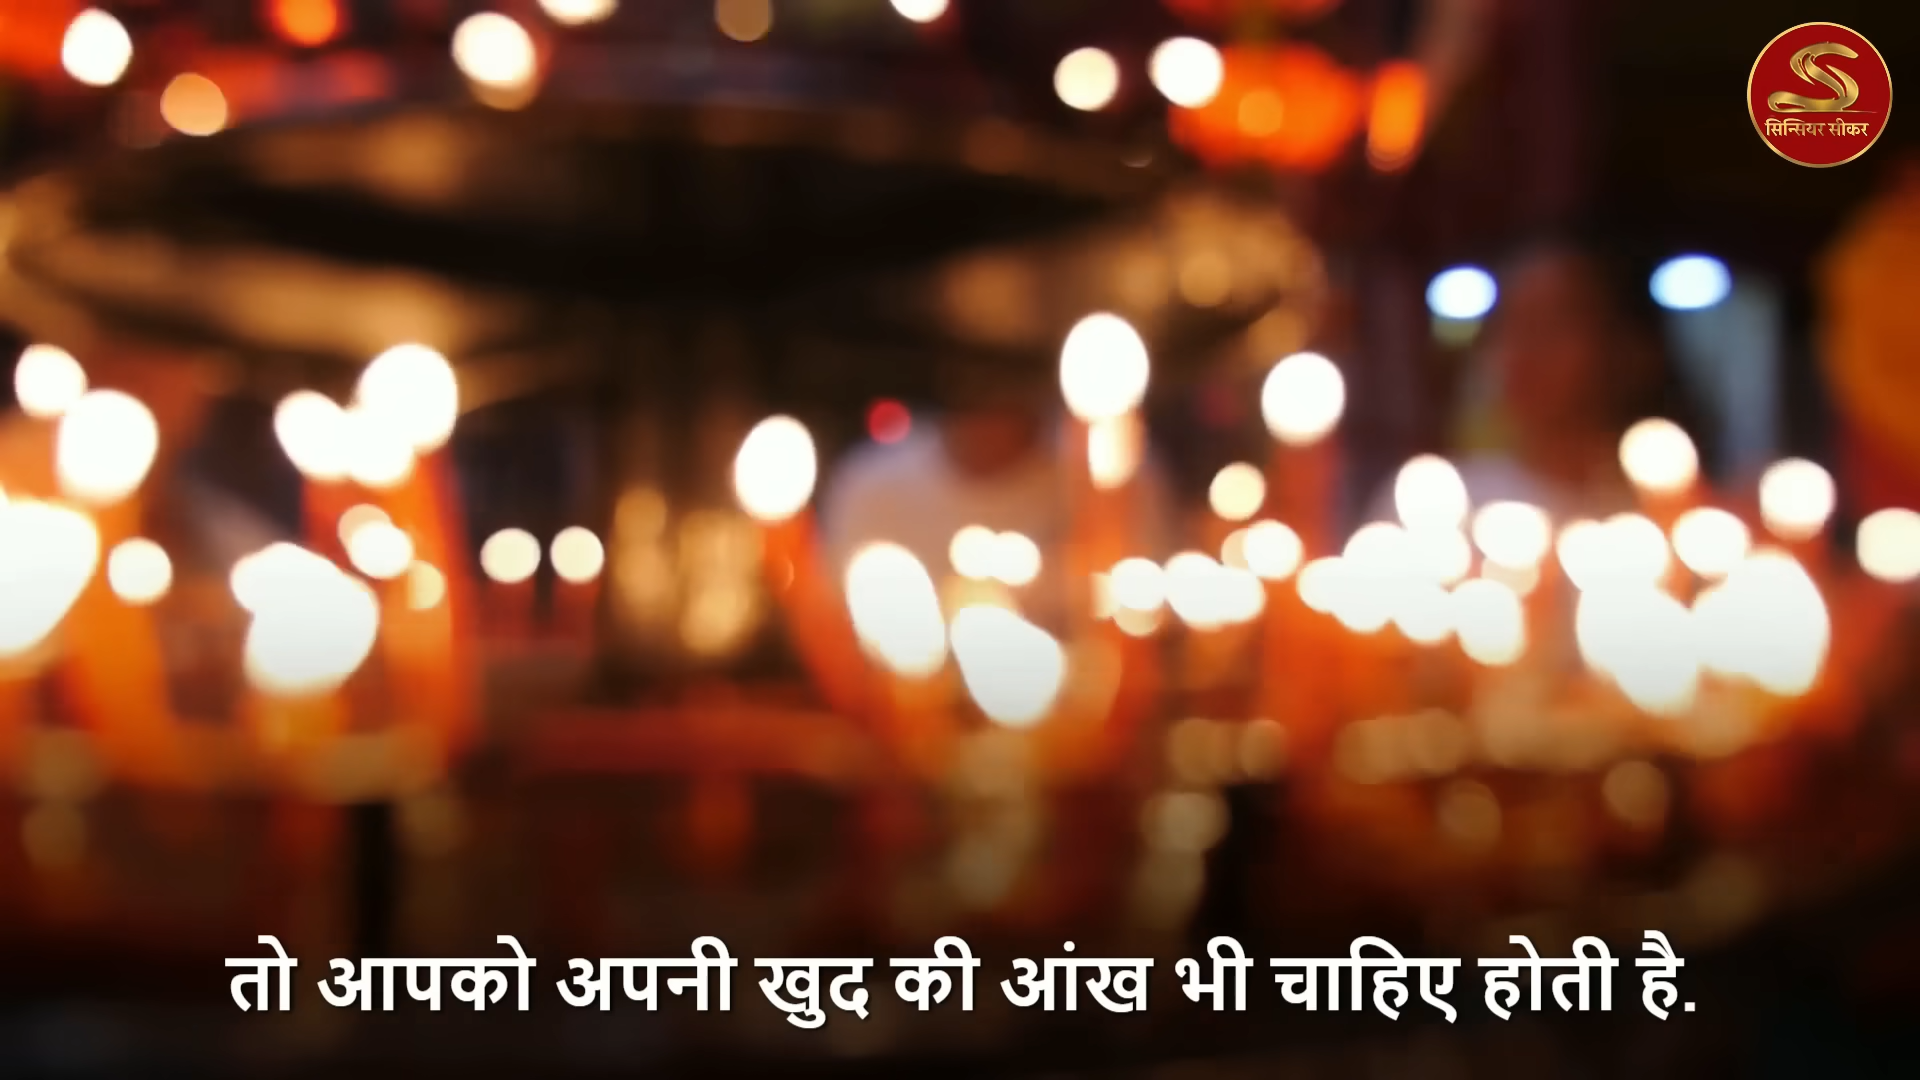 सिन्सियर सीकर
तो आपको अपनी खुद की आंख भी चाहिए होती है.